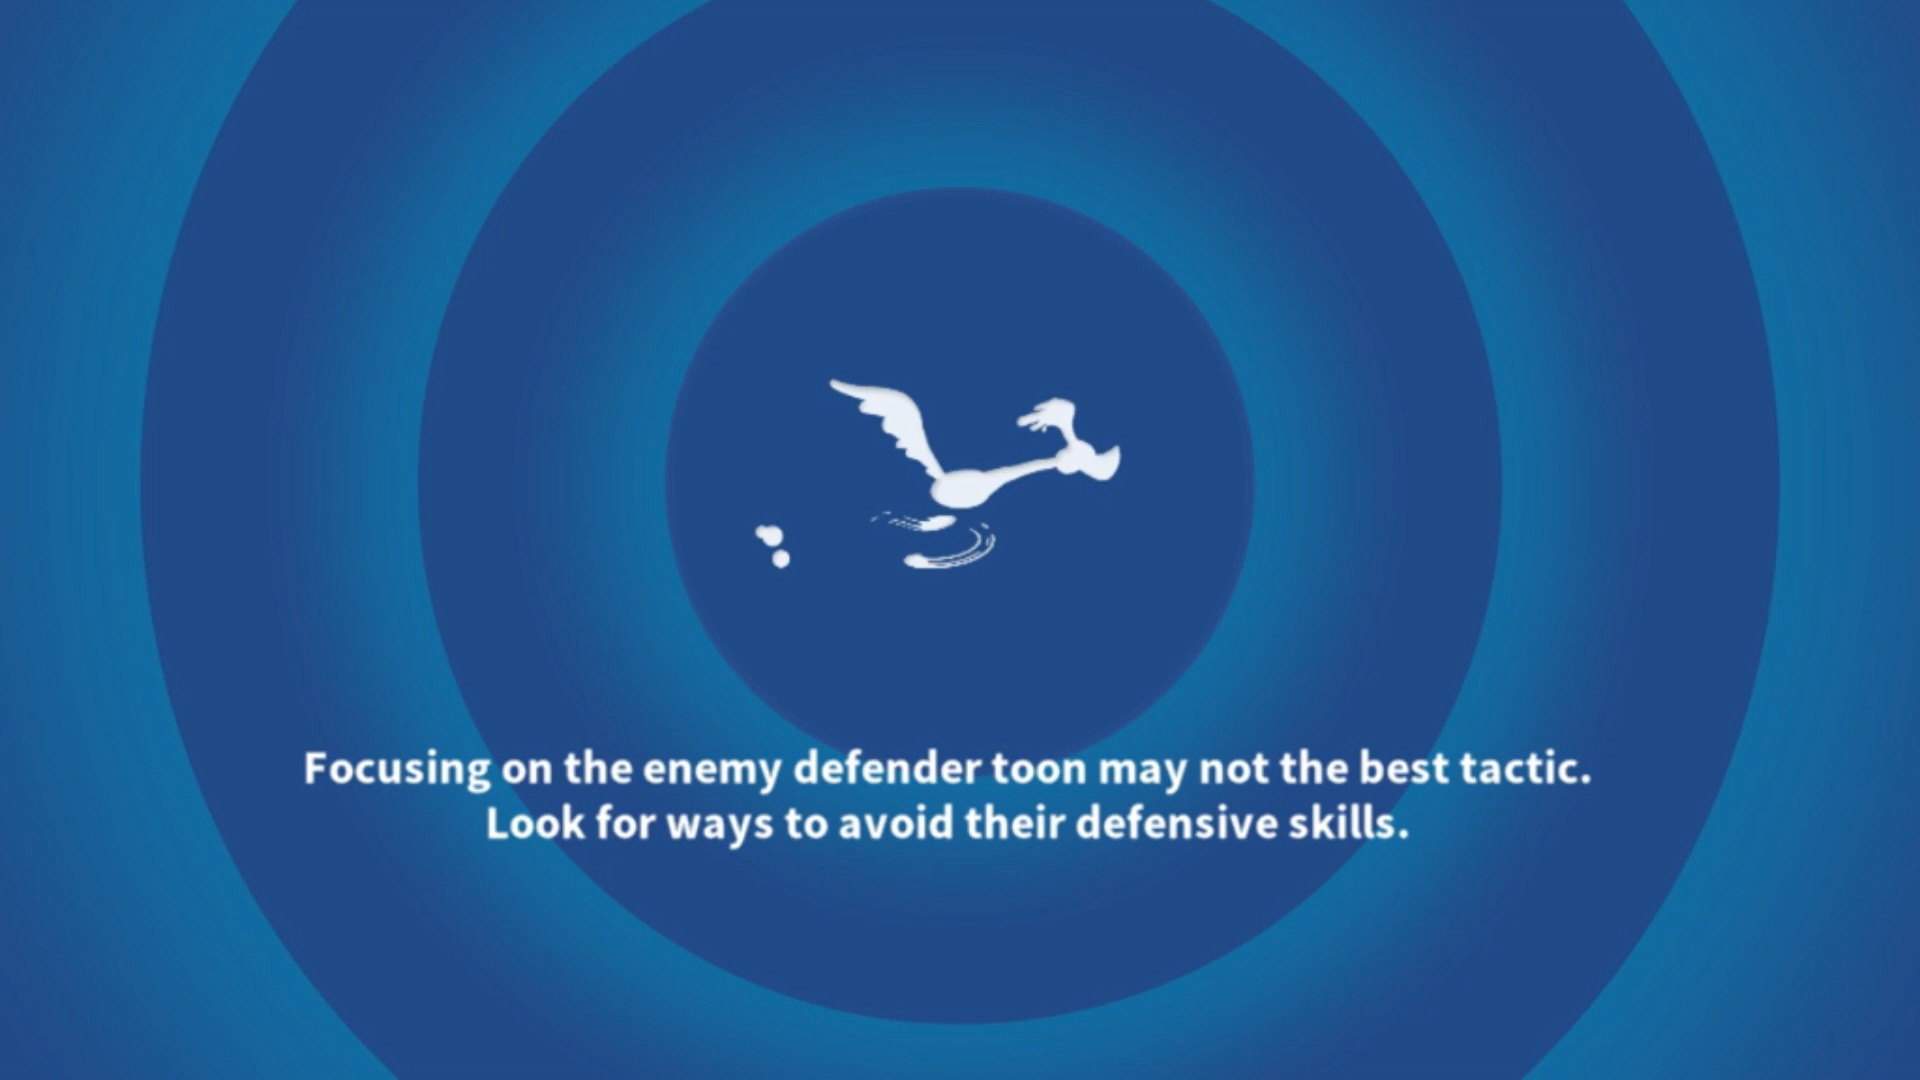 Focusing on the enemy defender toon may not the best tactic.
Look for ways to avoid their defensive skills.